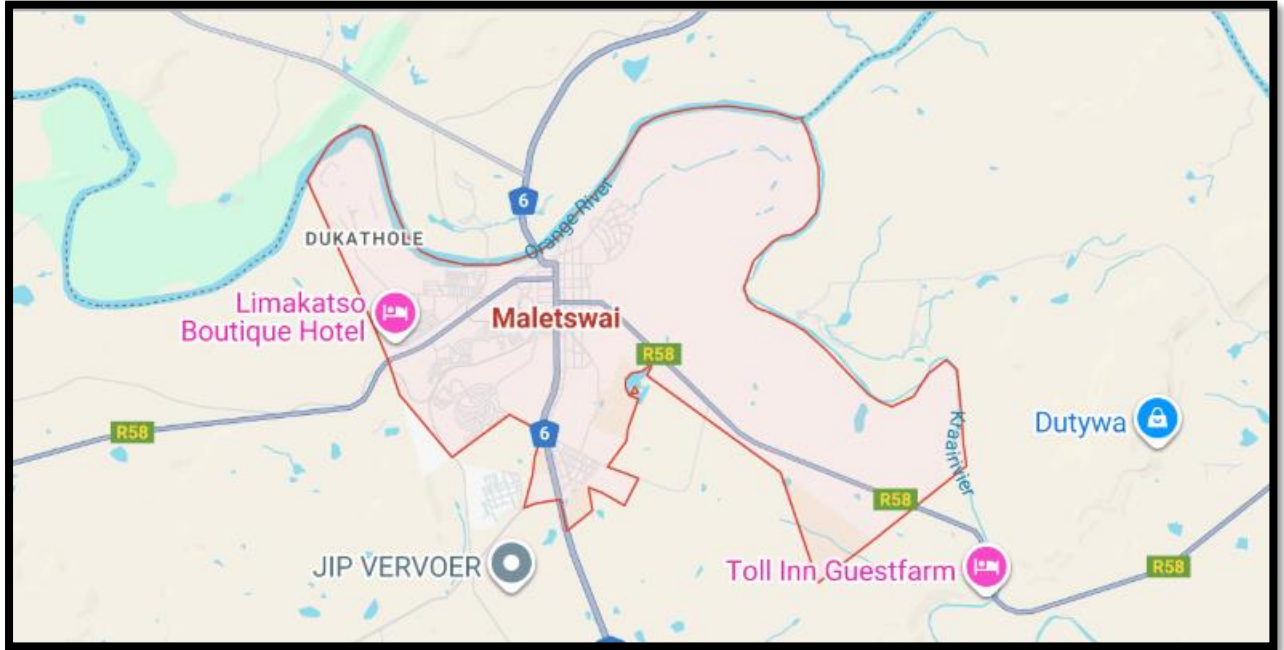 6
Orange River
DUKATHOLE
Limakatso
Boutique Hotel
Maletswai
R58
R58
6
Dutywa
Kraairivier
R58
JIP VERVOER
Toll Inn Guestfarm
R58